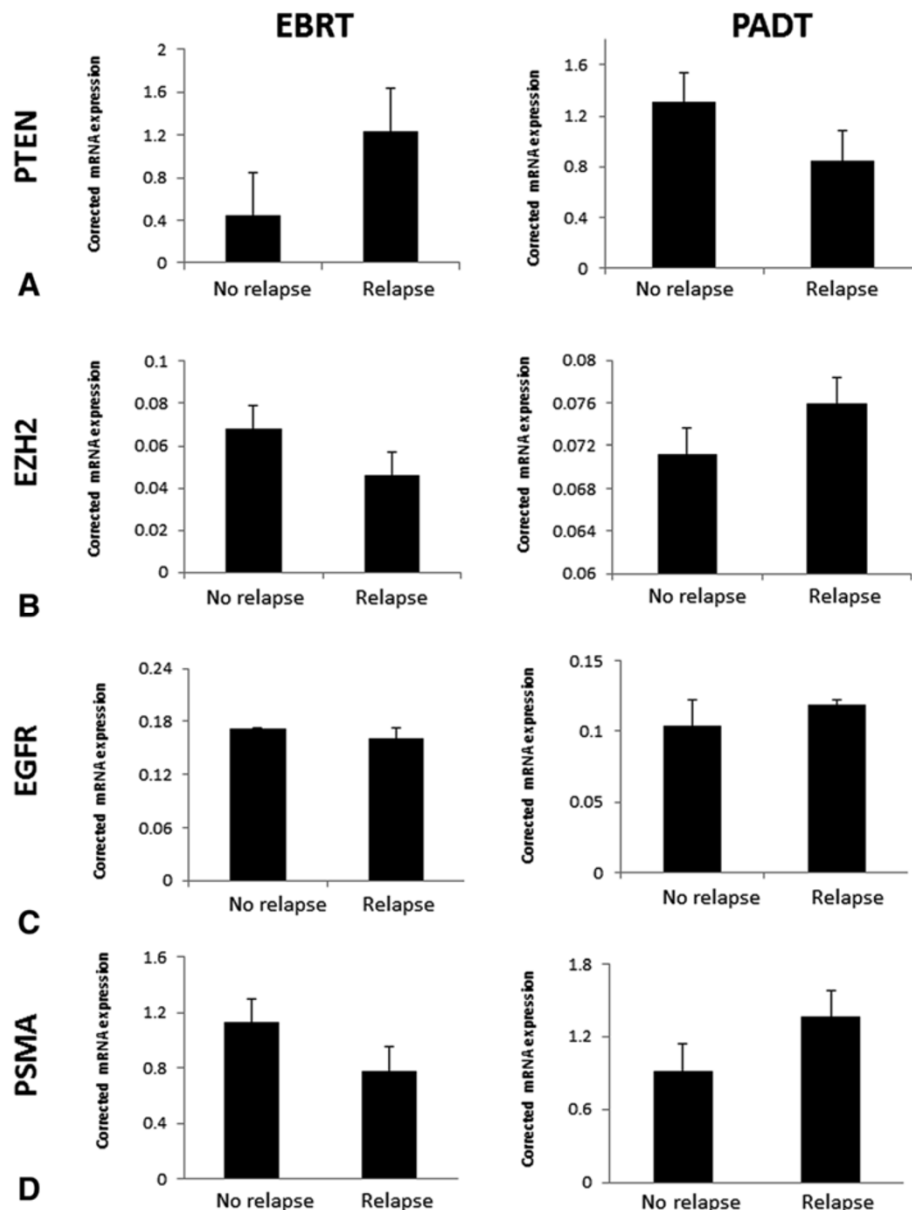 EBRT
PADT
PTEN
Corrected mRNA expression
2
1.6
1.2
0.8
0.4
0
No relapse
Relapse
Corrected mRNA expression
1.6
1.2
0.8
0.4
0
No relapse
Relapse
A
EZH2
Corrected mRNA expression
0.1
0.08
0.06
0.04
0.02
0
No relapse
Relapse
Corrected mRNA expression
0.08
0.076
0.072
0.068
0.064
0.06
No relapse
Relapse
B
EGFR
Corrected mRNA expression
0.24
0.18
0.12
0.06
0
No relapse
Relapse
Corrected mRNA expression
0.15
0.1
0.05
0
No relapse
Relapse
C
PSMA
Corrected mRNA expression
1.6
1.2
0.8
0.4
0
No relapse
Relapse
Corrected mRNA expression
1.8
1.2
0.6
0
No relapse
Relapse
D